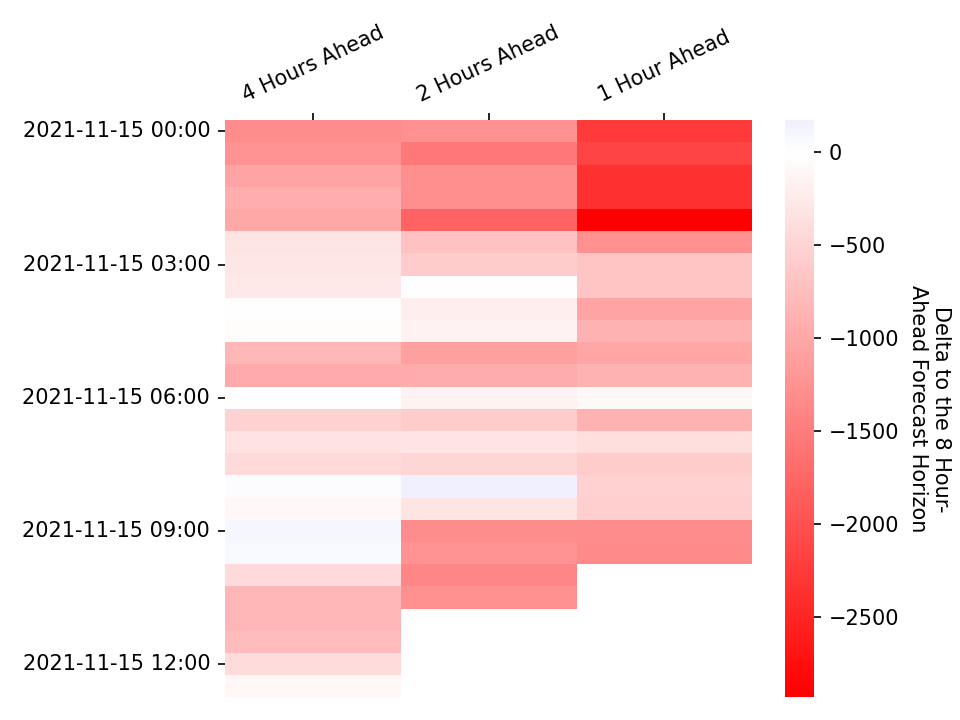 4 Hours Ahead
2 Hours Ahead
1 Hour Ahead
2021-11-15 00:00
2021-11-15 03:00
2021-11-15 06:00
2021-11-15 09:00
2021-11-15 12:00
0
−500
−1000
−1500
−2000
−2500
Delta to the 8 Hour-
Ahead Forecast Horizon